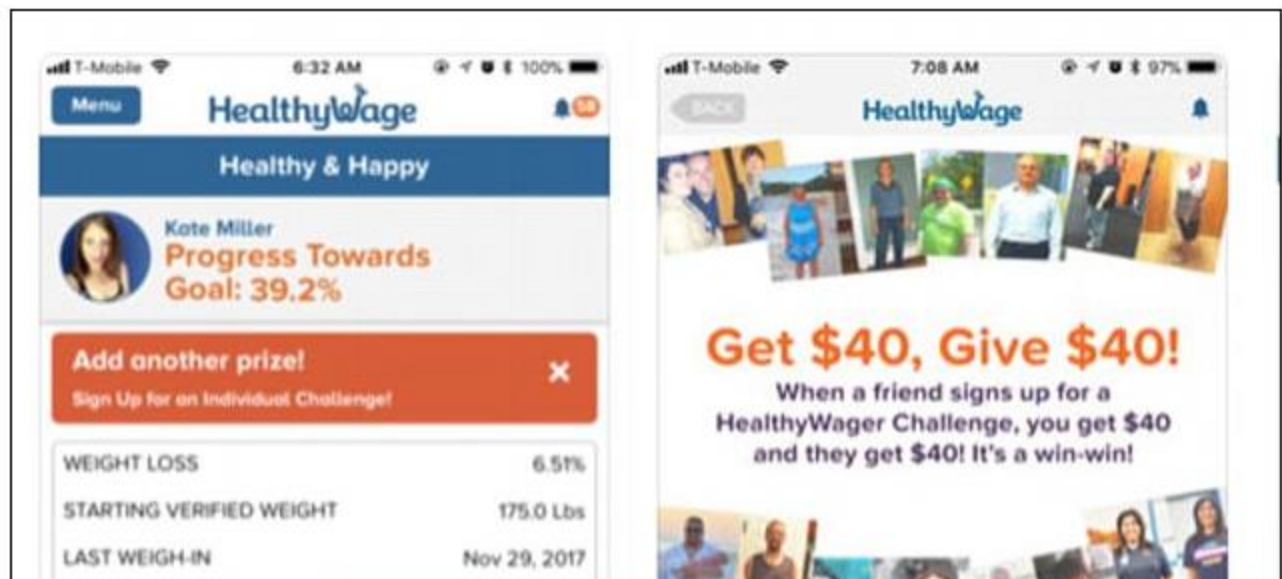 T-Mobile 6:32 AM 100%
Menu HealthyWage 58
Healthy & Happy
Kate Miller
Progress Towards
Goal: 39.2%
Add another prize!
Sign Up for an Individual Challenge!
WEIGHT LOSS 6.51%
STARTING VERIFIED WEIGHT 175.0 Lbs
LAST WEIGH-IN Nov 29, 2017
T-Mobile 7:08 AM 97%
BACK HealthyWage
Get $40, Give $40!
When a friend signs up for a
HealthyWager Challenge, you get $40
and they get $40! It's a win-win!